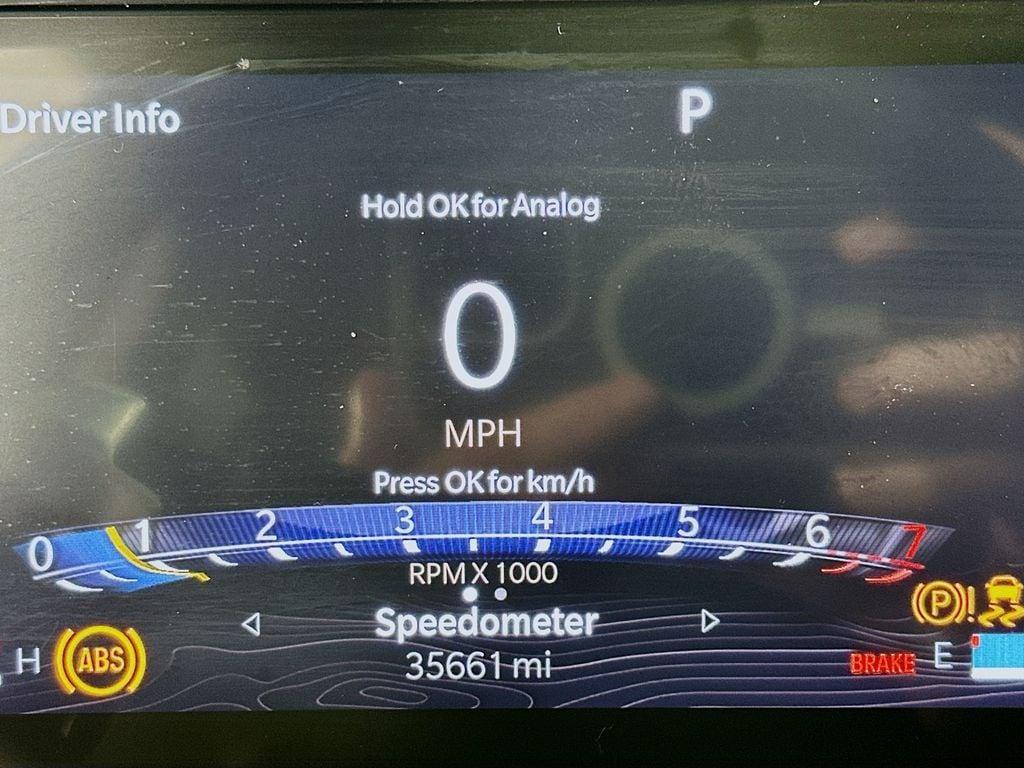 Driver Info
P
Hold OK for Analog
0
MPH
Press OK for km/h
0 1 2 3 4 5 6 7
RPM X 1000
Speedometer
(P)!
H ABS
35661 mi
BRAKE E